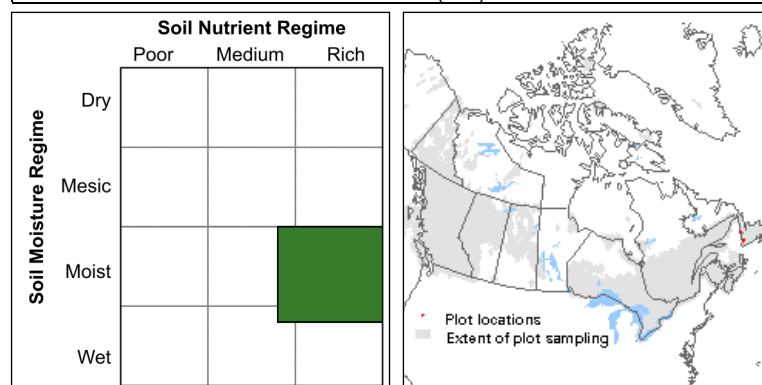 Soil Nutrient Regime
Poor Medium Rich
Soil Moisture Regime
Dry
Mesic
Moist
Wet
Plot locations
Extent of plot sampling